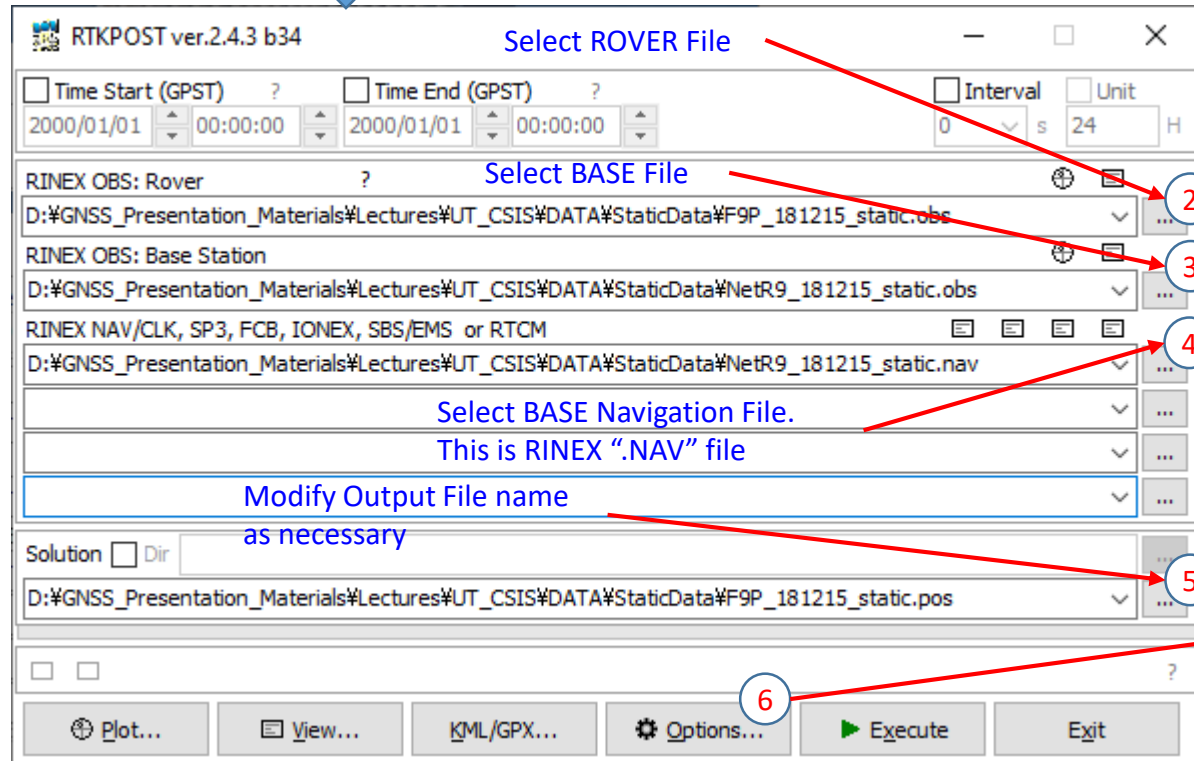 RTKPOST ver.2.4.3 b34
Select ROVER File
Time Start (GPST) ? Time End (GPST) ? Interval Unit
2000/01/01 00:00:00 2000/01/01 00:00:00 0 s 24 H
RINEX OBS: Rover ? Select BASE File
D:¥GNSS_Presentation_Materials¥Lectures¥UT_CSIS¥DATA¥StaticData¥F9P_181215_static.obs ... 2
RINEX OBS: Base Station
D:¥GNSS_Presentation_Materials¥Lectures¥UT_CSIS¥DATA¥StaticData¥NetR9_181215_static.obs ... 3
RINEX NAV/CLK, SP3, FCB, IONEX, SBS/EMS or RTCM
D:¥GNSS_Presentation_Materials¥Lectures¥UT_CSIS¥DATA¥StaticData¥NetR9_181215_static.nav ... 4
Select BASE Navigation File. ...
This is RINEX “.NAV” file ...
Modify Output File name ...
as necessary
Solution Dir ...
D:¥GNSS_Presentation_Materials¥Lectures¥UT_CSIS¥DATA¥StaticData¥F9P_181215_static.pos ... 5
?
6
Plot... View... KML/GPX... Options... Execute Exit